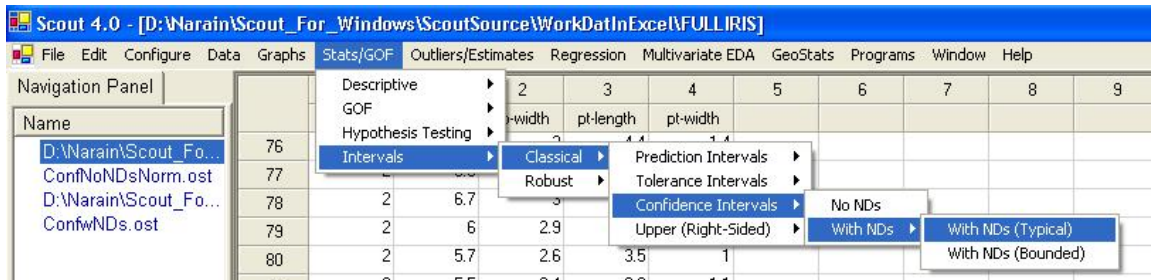 Scout 4.0 - [D:\Narain\Scout_For_Windows\ScoutSource\WorkDatInExcel\FULLIRIS]
File Edit Configure Data Graphs Stats/GOF Outliers/Estimates Regression Multivariate EDA GeoStats Programs Window Help
Navigation Panel
Name
D:\Narain\Scout_Fo...
ConfNoNDsNorm.ost
D:\Narain\Scout_Fo...
ConfwNDs.ost
Descriptive
GOF
Hypothesis Testing
Intervals
Classical
Robust
Prediction Intervals
Tolerance Intervals
Confidence Intervals
Upper (Right-Sided)
No NDs
With NDs
With NDs (Typical)
With NDs (Bounded)
2 3 4 5 6 7 8 9
-width pt-length pt-width
76
77
78 2 6.7 3
79 2 6 2.9
80 2 5.7 2.6 3.5 1